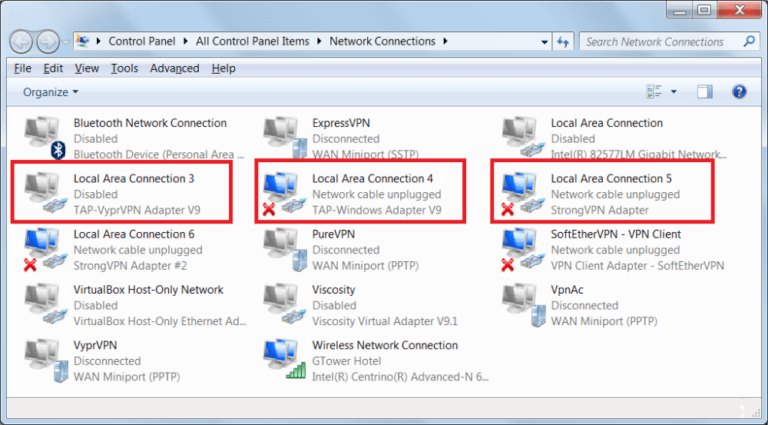 Control Panel ▸ All Control Panel Items ▸ Network Connections ▸
Search Network Connections
File Edit View Tools Advanced Help
Organize
Bluetooth Network Connection
Disabled
Bluetooth Device (Personal Area ...
ExpressVPN
Disconnected
WAN Miniport (SSTP)
Local Area Connection
Disabled
Intel(R) 82577LM Gigabit Network...
Local Area Connection 3
Disabled
TAP-VyprVPN Adapter V9
Local Area Connection 4
Network cable unplugged
TAP-Windows Adapter V9
Local Area Connection 5
Network cable unplugged
StrongVPN Adapter
Local Area Connection 6
Network cable unplugged
StrongVPN Adapter #2
PureVPN
Disconnected
WAN Miniport (PPTP)
SoftEtherVPN - VPN Client
Network cable unplugged
VPN Client Adapter - SoftEtherVPN
VirtualBox Host-Only Network
Disabled
VirtualBox Host-Only Ethernet Ad...
Viscosity
Disabled
Viscosity Virtual Adapter V9.1
VpnAc
Disconnected
WAN Miniport (PPTP)
VyprVPN
Disconnected
WAN Miniport (PPTP)
Wireless Network Connection
GTower Hotel
Intel(R) Centrino(R) Advanced-N 6...